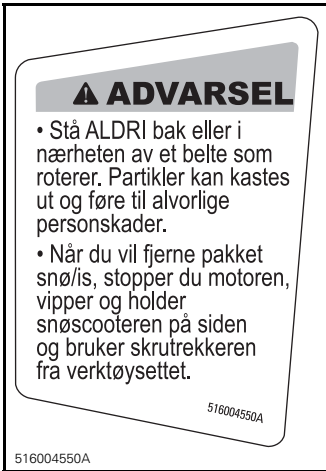 ADVARSEL
• Stå ALDRI bak eller i
nærheten av et belte som
roterer. Partikler kan kastes
ut og føre til alvorlige
personskader.
• Når du vil fjerne pakket
snø/is, stopper du motoren,
vipper og holder
snøscooteren på siden
og bruker skrutrekkeren
fra verktøysettet.
516004550A
516004550A